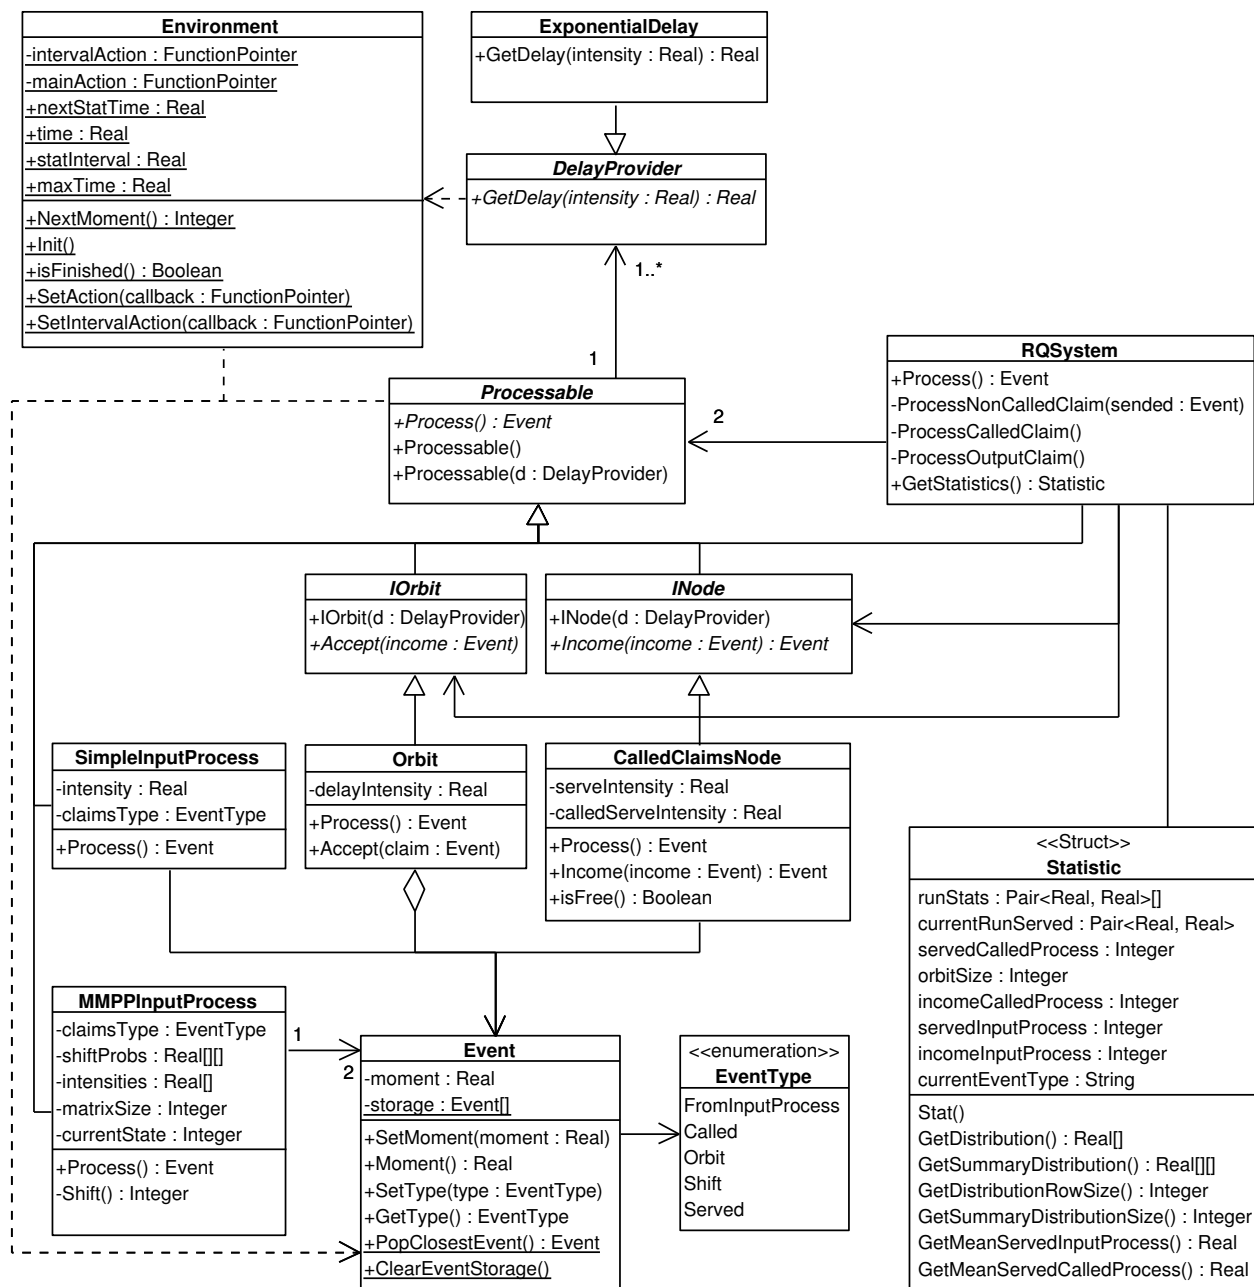 Environment
-intervalAction : FunctionPointer
-mainAction : FunctionPointer
+nextStatTime : Real
+time : Real
+statInterval : Real
+maxTime : Real
+NextMoment() : Integer
+Init()
+isFinished() : Boolean
+SetAction(callback : FunctionPointer)
+SetIntervalAction(callback : FunctionPointer)
ExponentialDelay
+GetDelay(intensity : Real) : Real
DelayProvider
+GetDelay(intensity : Real) : Real
1..*
1
Processable
+Process() : Event
+Processable()
+Processable(d : DelayProvider)
2
RQSystem
+Process() : Event
-ProcessNonCalledClaim(sended : Event)
-ProcessCalledClaim()
-ProcessOutputClaim()
+GetStatistics() : Statistic
IOrbit
+IOrbit(d : DelayProvider)
+Accept(income : Event)
INode
+INode(d : DelayProvider)
+Income(income : Event) : Event
SimpleInputProcess
-intensity : Real
-claimsType : EventType
+Process() : Event
Orbit
-delayIntensity : Real
+Process() : Event
+Accept(claim : Event)
CalledClaimsNode
-serveIntensity : Real
-calledServeIntensity : Real
+Process() : Event
+Income(income : Event) : Event
+isFree() : Boolean
MMPPInputProcess
-claimsType : EventType
-shiftProbs : Real[][]
-intensities : Real[]
-matrixSize : Integer
-currentState : Integer
+Process() : Event
-Shift() : Integer
1
2
Event
-moment : Real
-storage : Event[]
+SetMoment(moment : Real)
+Moment() : Real
+SetType(type : EventType)
+GetType() : EventType
+PopClosestEvent() : Event
+ClearEventStorage()
<<enumeration>>
EventType
FromInputProcess
Called
Orbit
Shift
Served
<<Struct>>
Statistic
runStats : Pair<Real, Real>[]
currentRunServed : Pair<Real, Real>
servedCalledProcess : Integer
orbitSize : Integer
incomeCalledProcess : Integer
servedInputProcess : Integer
incomeInputProcess : Integer
currentEventType : String
Stat()
GetDistribution() : Real[]
GetSummaryDistribution() : Real[][]
GetDistributionRowSize() : Integer
GetSummaryDistributionSize() : Integer
GetMeanServedInputProcess() : Real
GetMeanServedCalledProcess() : Real